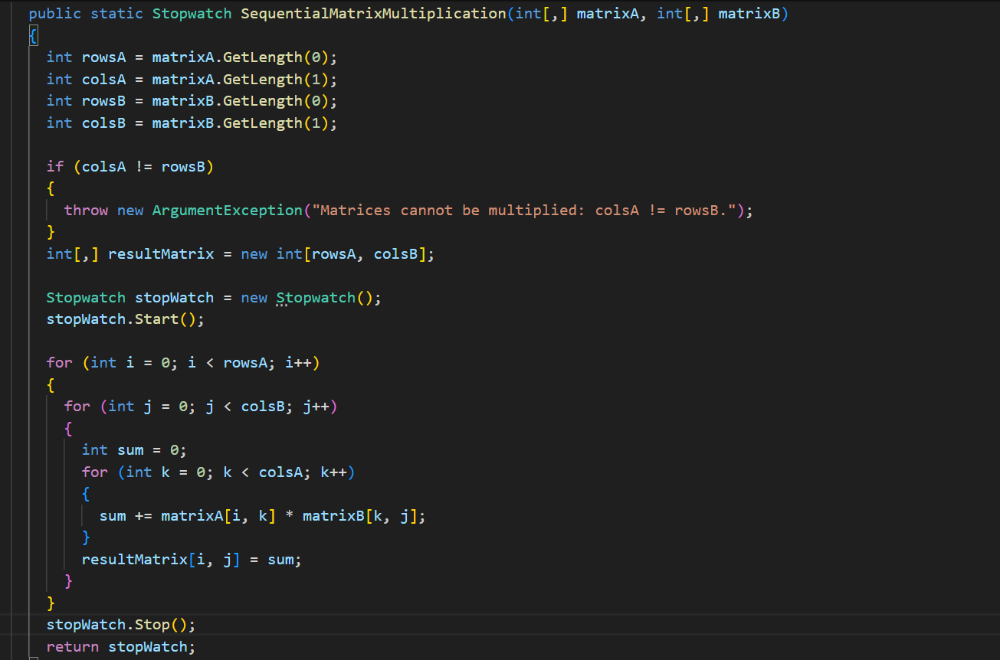 public static Stopwatch SequentialMatrixMultiplication(int[,] matrixA, int[,] matrixB)
{
  int rowsA = matrixA.GetLength(0);
  int colsA = matrixA.GetLength(1);
  int rowsB = matrixB.GetLength(0);
  int colsB = matrixB.GetLength(1);

  if (colsA != rowsB)
  {
    throw new ArgumentException("Matrices cannot be multiplied: colsA != rowsB.");
  }
  int[,] resultMatrix = new int[rowsA, colsB];

  Stopwatch stopWatch = new Stopwatch();
  stopWatch.Start();

  for (int i = 0; i < rowsA; i++)
  {
    for (int j = 0; j < colsB; j++)
    {
      int sum = 0;
      for (int k = 0; k < colsA; k++)
      {
        sum += matrixA[i, k] * matrixB[k, j];
      }
      resultMatrix[i, j] = sum;
    }
  }
  stopWatch.Stop();
  return stopWatch;